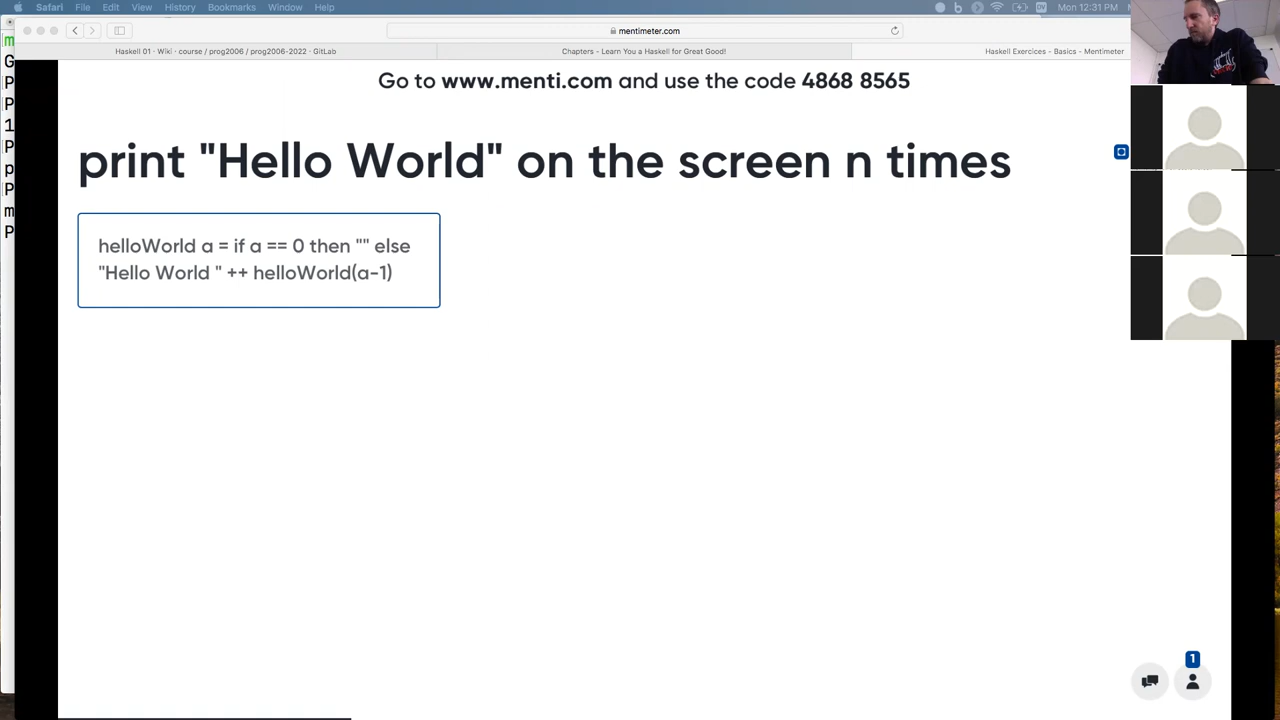 Safari File Edit View History Bookmarks Window Help Mon 12:31 PM
mentimeter.com
Haskell 01 · Wiki · course / prog2006 / prog2006-2022 · GitLab Chapters - Learn You a Haskell for Great Good! Haskell Exercices - Basics - Mentimeter
Go to www.menti.com and use the code 4868 8565
print "Hello World" on the screen n times
helloWorld a = if a == 0 then "" else
"Hello World " ++ helloWorld(a-1)
m
G
P
P
1
P
p
P
m
P
1